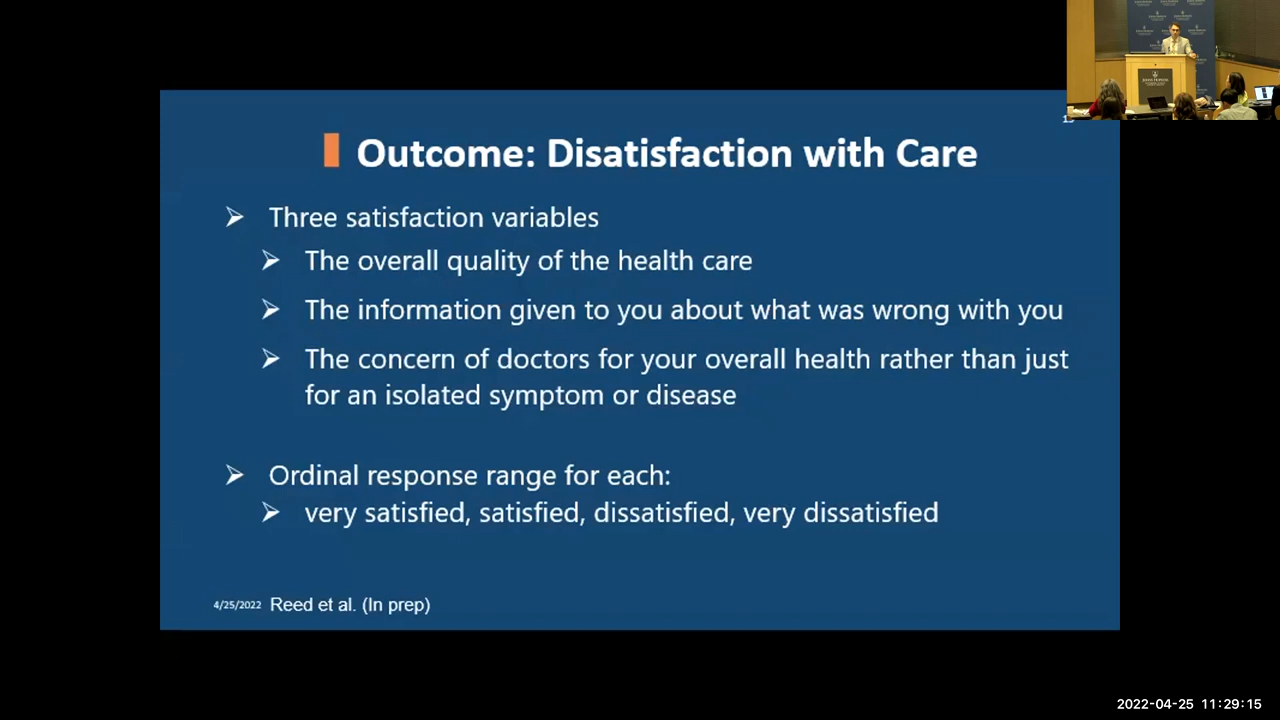 Outcome: Disatisfaction with Care
➢ Three satisfaction variables
➢ The overall quality of the health care
➢ The information given to you about what was wrong with you
➢ The concern of doctors for your overall health rather than just
for an isolated symptom or disease
➢ Ordinal response range for each:
➢ very satisfied, satisfied, dissatisfied, very dissatisfied
4/25/2022 Reed et al. (In prep)
2022-04-25 11:29:15